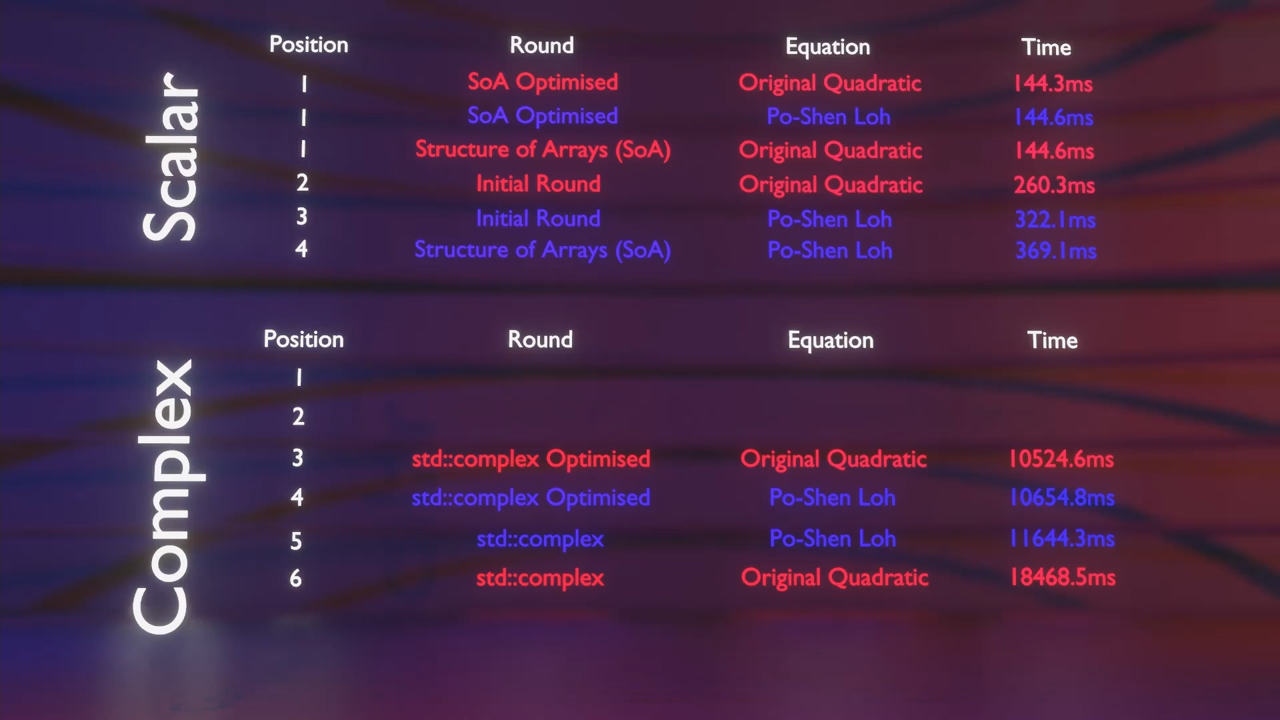 Scalar
Position Round Equation Time
1 SoA Optimised Original Quadratic 144.3ms
1 SoA Optimised Po-Shen Loh 144.6ms
1 Structure of Arrays (SoA) Original Quadratic 144.6ms
2 Initial Round Original Quadratic 260.3ms
3 Initial Round Po-Shen Loh 322.1ms
4 Structure of Arrays (SoA) Po-Shen Loh 369.1ms
Complex
Position Round Equation Time
1
2
3 std::complex Optimised Original Quadratic 10524.6ms
4 std::complex Optimised Po-Shen Loh 10654.8ms
5 std::complex Po-Shen Loh 11644.3ms
6 std::complex Original Quadratic 18468.5ms